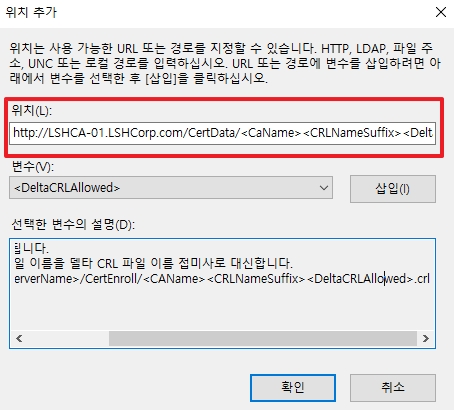 위치 추가
위치는 사용 가능한 URL 또는 경로를 지정할 수 있습니다. HTTP, LDAP, 파일 주
소, UNC 또는 로컬 경로를 입력하십시오. URL 또는 경로에 변수를 삽입하려면 아
래에서 변수를 선택한 후 [삽입]을 클릭하십시오.
위치(L):
http://LSHCA-01.LSHCorp.com/CertData/<CaName><CRLNameSuffix><Delt
변수(V):
<DeltaCRLAllowed>
삽입(I)
선택한 변수의 설명(D):
됩니다.
일 이름을 델타 CRL 파일 이름 접미사로 대신합니다.
erverName>/CertEnroll/<CAName><CRLNameSuffix><DeltaCRLAllowed>.crl
확인
취소